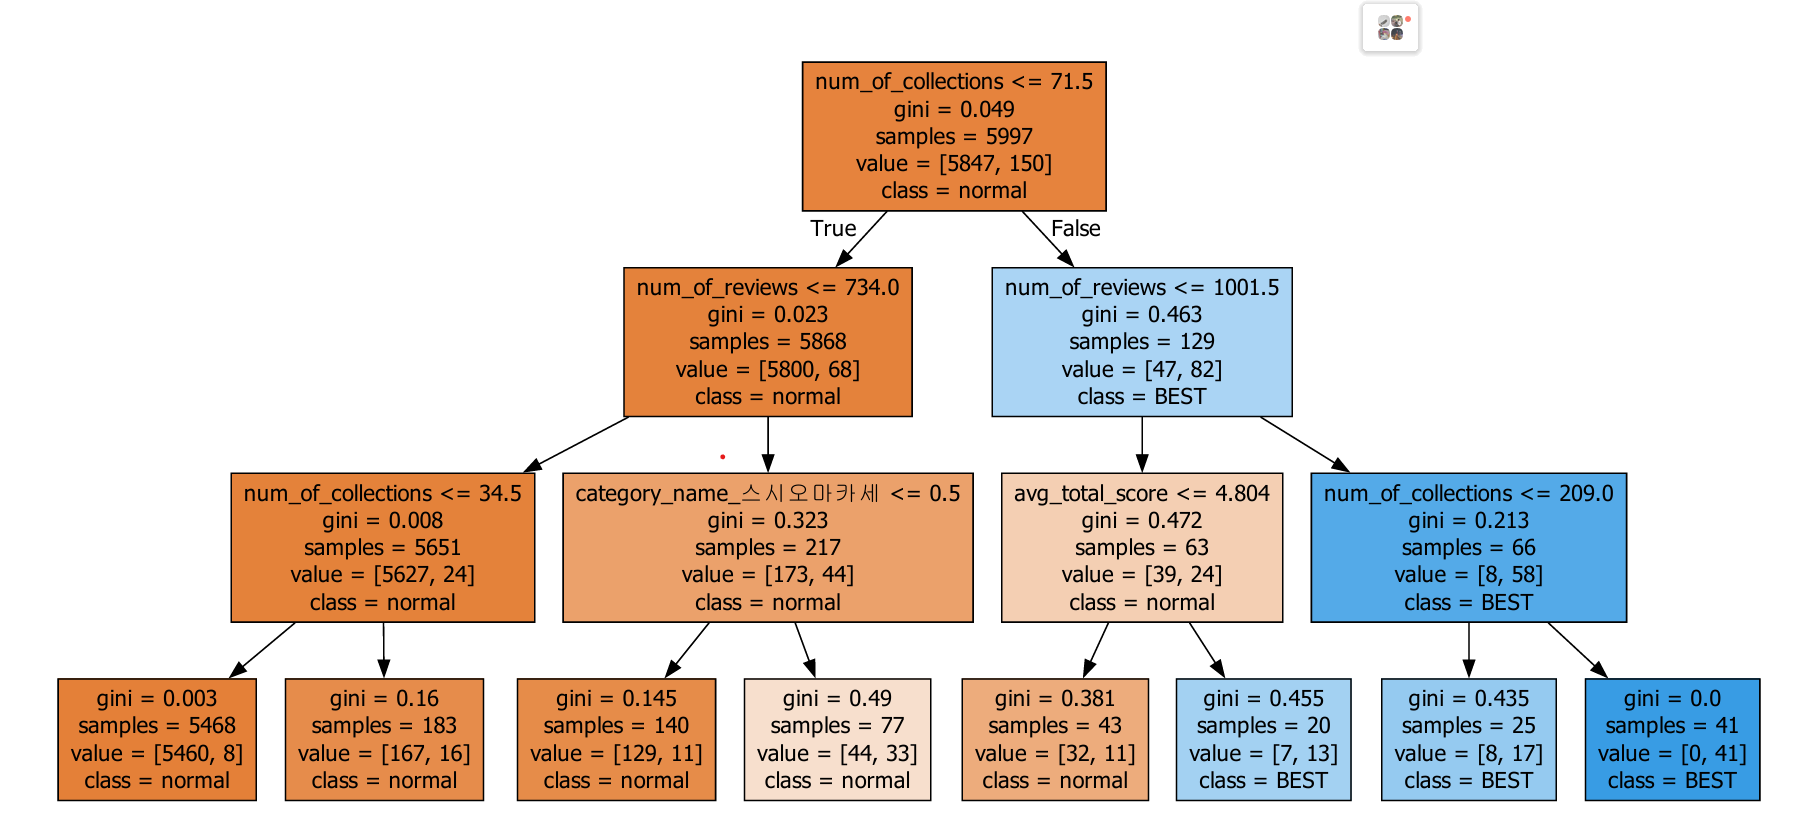 num_of_collections <= 71.5
gini = 0.049
samples = 5997
value = [5847, 150]
class = normal
True
False
num_of_reviews <= 734.0
gini = 0.023
samples = 5868
value = [5800, 68]
class = normal
num_of_reviews <= 1001.5
gini = 0.463
samples = 129
value = [47, 82]
class = BEST
num_of_collections <= 34.5
gini = 0.008
samples = 5651
value = [5627, 24]
class = normal
category_name_스시오마카세 <= 0.5
gini = 0.323
samples = 217
value = [173, 44]
class = normal
avg_total_score <= 4.804
gini = 0.472
samples = 63
value = [39, 24]
class = normal
num_of_collections <= 209.0
gini = 0.213
samples = 66
value = [8, 58]
class = BEST
gini = 0.003
samples = 5468
value = [5460, 8]
class = normal
gini = 0.16
samples = 183
value = [167, 16]
class = normal
gini = 0.145
samples = 140
value = [129, 11]
class = normal
gini = 0.49
samples = 77
value = [44, 33]
class = normal
gini = 0.381
samples = 43
value = [32, 11]
class = normal
gini = 0.455
samples = 20
value = [7, 13]
class = BEST
gini = 0.435
samples = 25
value = [8, 17]
class = BEST
gini = 0.0
samples = 41
value = [0, 41]
class = BEST